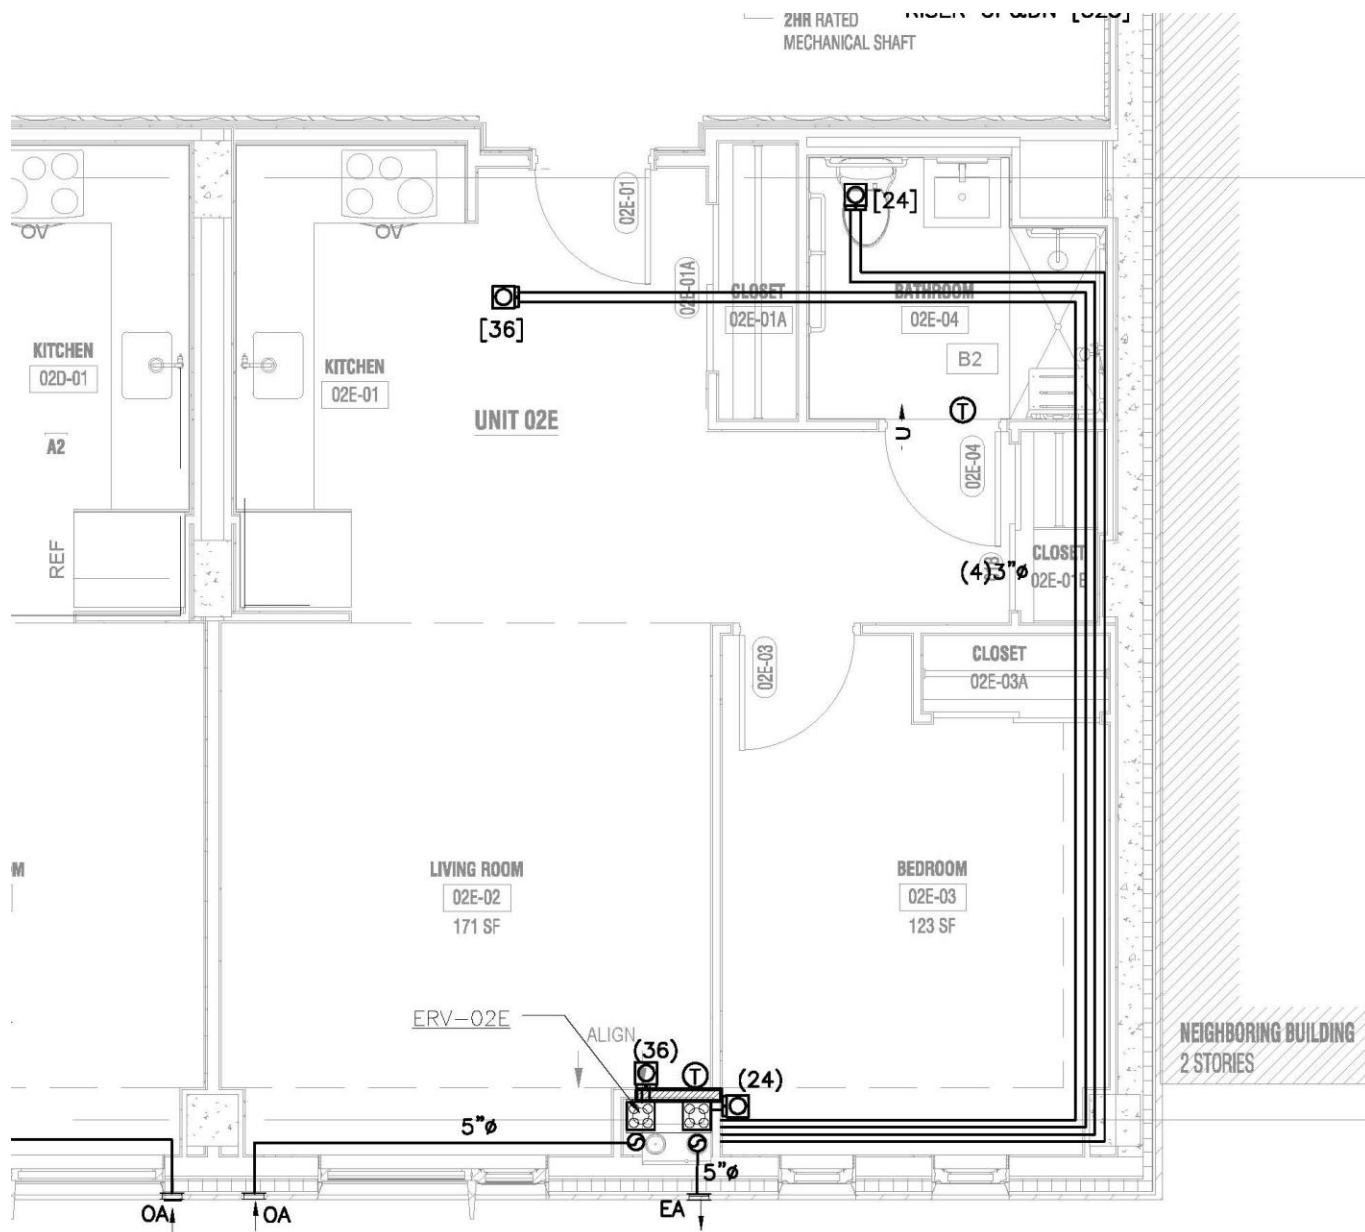 2HR RATED
MECHANICAL SHAFT
OV
OV
02E-01
[24]
02E-01A
CLOSET
02E-01A
BATHROOM
02E-04
[36]
KITCHEN
02D-01
KITCHEN
02E-01
B2
UNIT 02E
A2
T
U
02E-04
REF
(4)3"ø
CLOSET
02E-03
CLOSET
02E-03A
LIVING ROOM
02E-02
171 SF
BEDROOM
02E-03
123 SF
ERV-02E
ALIGN
(36)
T
(24)
NEIGHBORING BUILDING
2 STORIES
5"ø
5"ø
OA
OA
EA